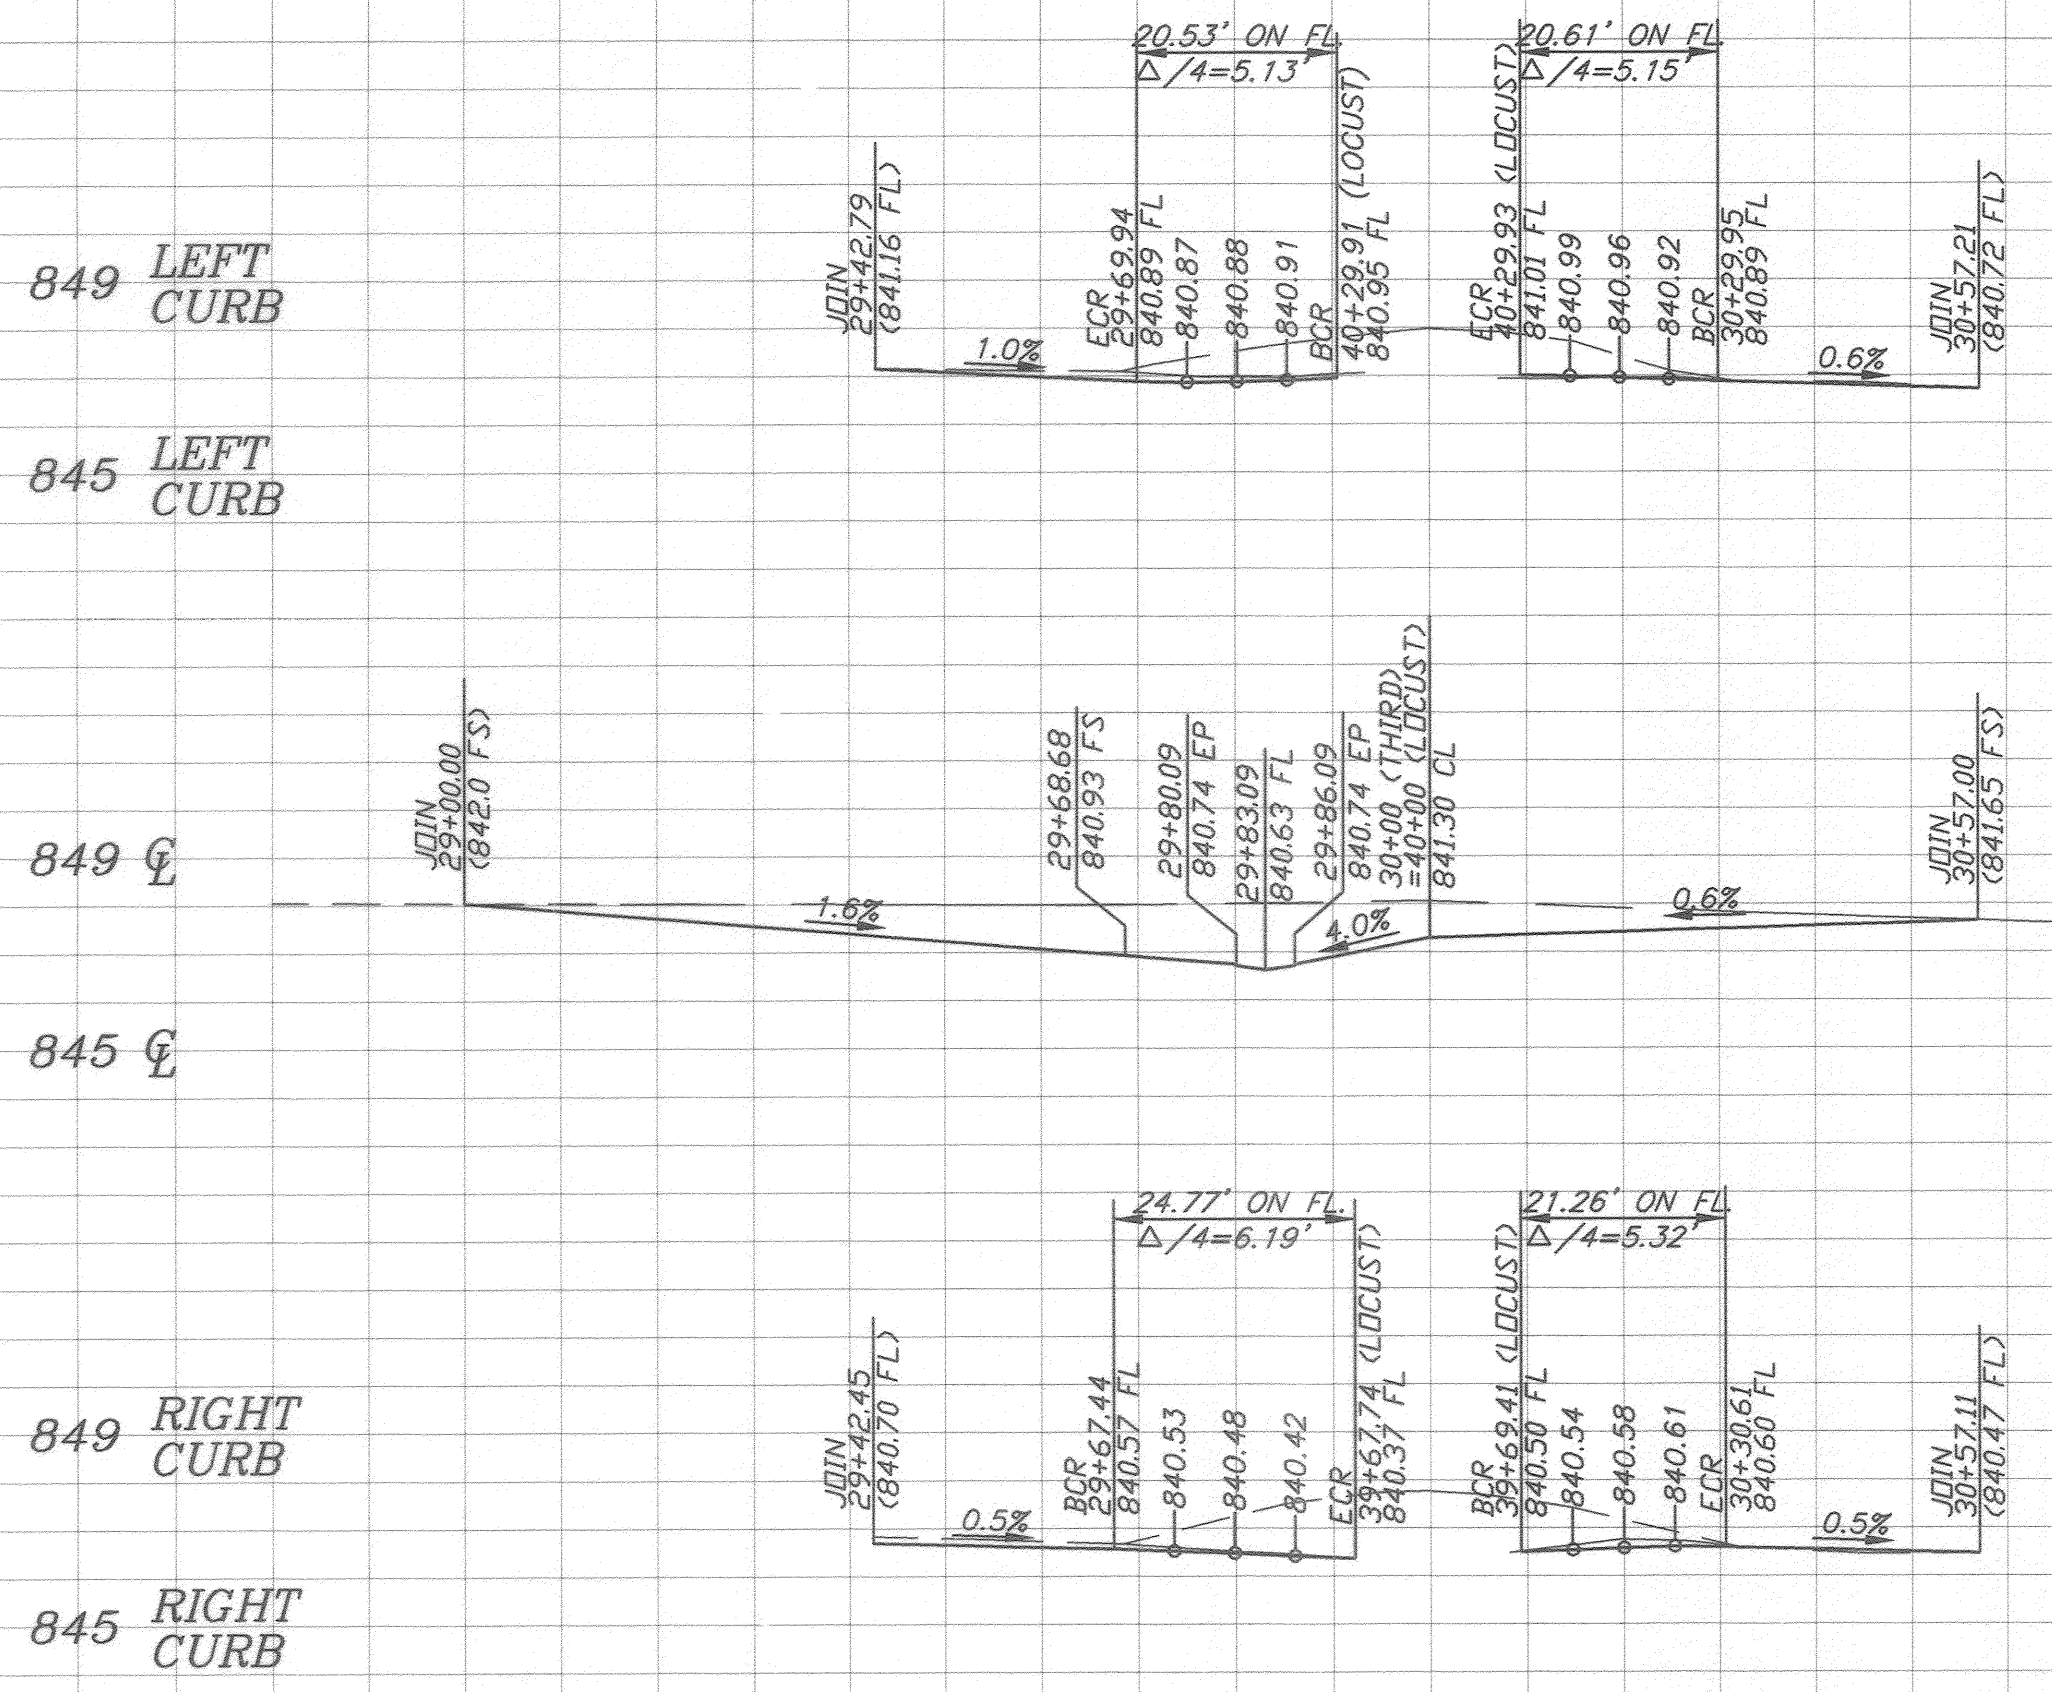 20.53' ON FL.
Δ/4=5.13'
20.61' ON FL.
Δ/4=5.15'
849 LEFT CURB
JOIN
29+42.79
(841.16 FL)
1.0%
ECR
29+69.94
840.89 FL
840.87
840.88
840.91
BCR
40+29.91 (LOCUST)
840.95 FL
ECR
40+29.93 (LOCUST)
841.01 FL
840.99
840.96
840.92
BCR
30+29.95
840.89 FL
0.6%
JOIN
30+57.21
(840.72 FL)
845 LEFT CURB
849 ℄
JOIN
29+00.00
(842.0 FS)
1.6%
29+68.68
840.93 FS
29+80.09
840.74 EP
29+83.09
840.63 FL
29+86.09
840.74 EP
4.0%
30+00 (THIRD)
=40+00 (LOCUST)
841.30 CL
0.6%
JOIN
30+57.00
(841.65 FS)
845 ℄
24.77' ON FL.
Δ/4=6.19'
21.26' ON FL.
Δ/4=5.32'
849 RIGHT CURB
JOIN
29+42.45
(840.70 FL)
0.5%
BCR
29+67.44
840.57 FL
840.53
840.48
840.42
ECR
39+67.74 (LOCUST)
840.37 FL
BCR
39+69.41 (LOCUST)
840.50 FL
840.54
840.58
840.61
ECR
30+30.61
840.60 FL
0.5%
JOIN
30+57.11
(840.47 FL)
845 RIGHT CURB